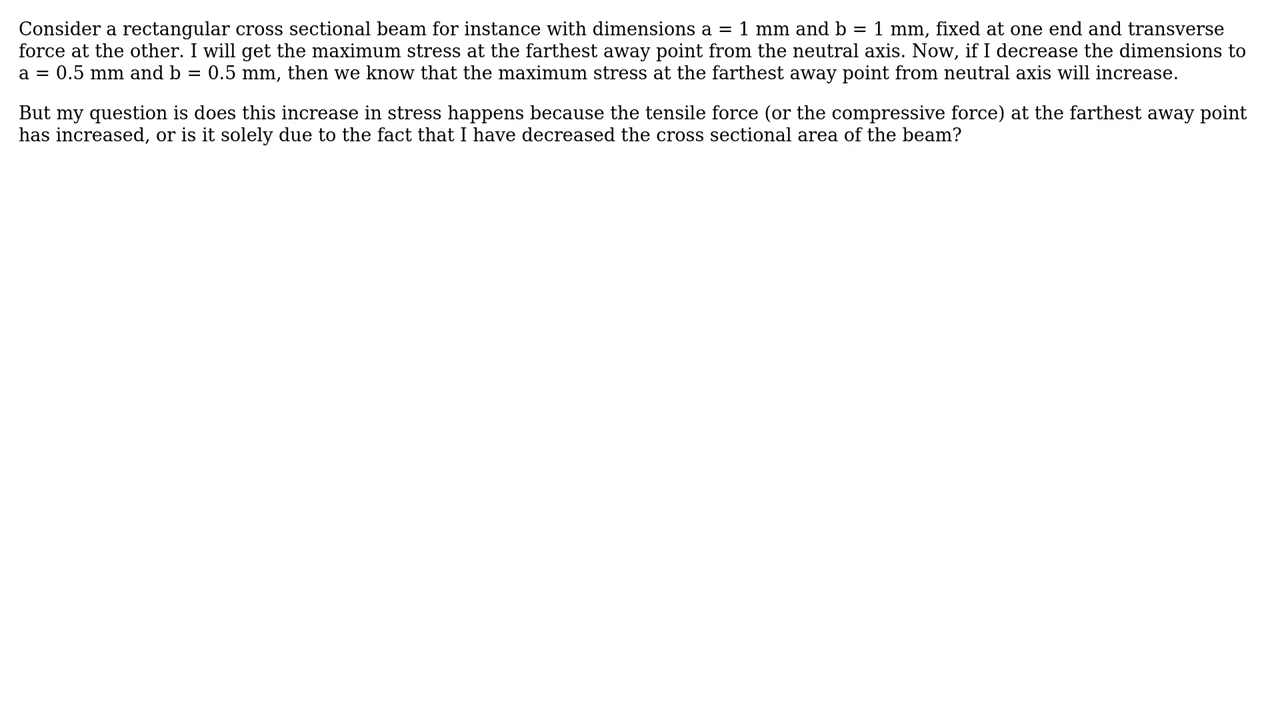 Consider a rectangular cross sectional beam for instance with dimensions a = 1 mm and b = 1 mm, fixed at one end and transverse
force at the other. I will get the maximum stress at the farthest away point from the neutral axis. Now, if I decrease the dimensions to
a = 0.5 mm and b = 0.5 mm, then we know that the maximum stress at the farthest away point from neutral axis will increase.
But my question is does this increase in stress happens because the tensile force (or the compressive force) at the farthest away point
has increased, or is it solely due to the fact that I have decreased the cross sectional area of the beam?